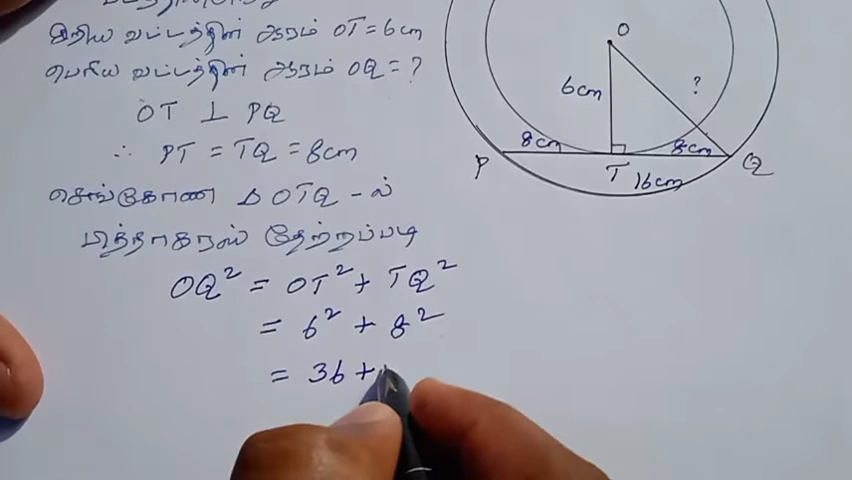 சிறிய வட்டத்தின் ஆரம் OT = 6cm
பெரிய வட்டத்தின் ஆரம் OQ = ?
OT ⊥ PQ
∴ PT = TQ = 8cm
செங்கோண Δ OTQ - ல்
பித்தாகரஸ் தேற்றப்படி
OQ² = OT² + TQ²
= 6² + 8²
= 36 +
O
6cm
?
8cm
8cm
P
T
16cm
Q